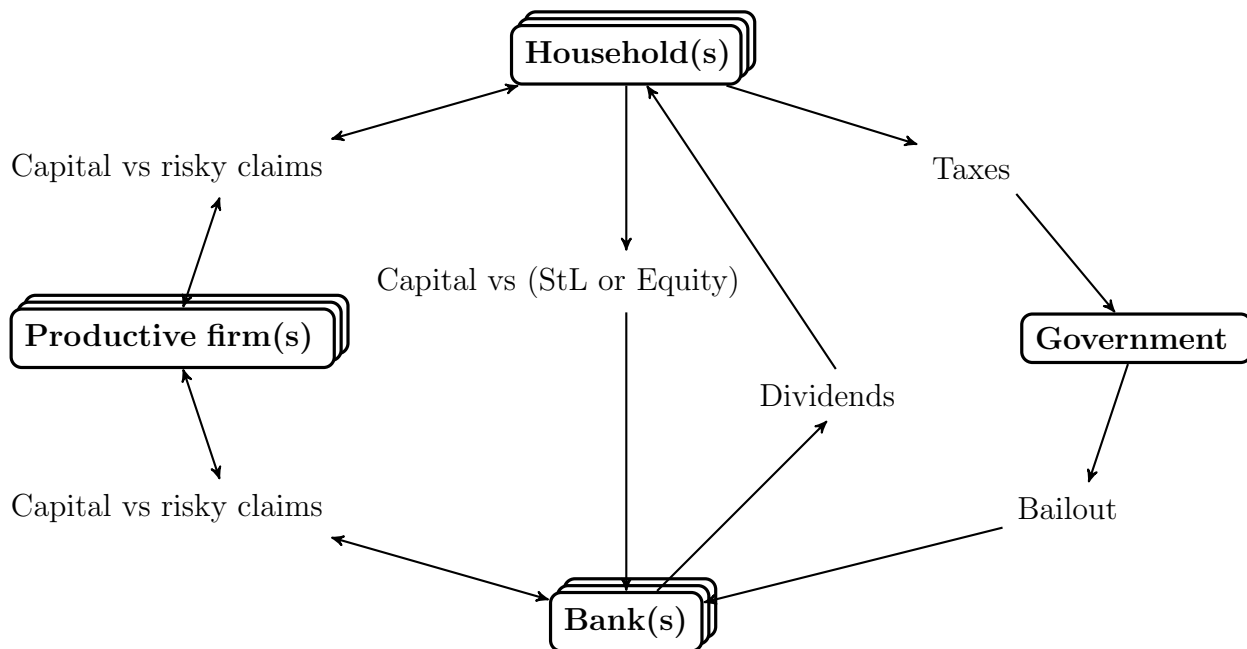 Household(s)
Capital vs risky claims
Taxes
Capital vs (StL or Equity)
Productive firm(s)
Government
Dividends
Capital vs risky claims
Bailout
Bank(s)